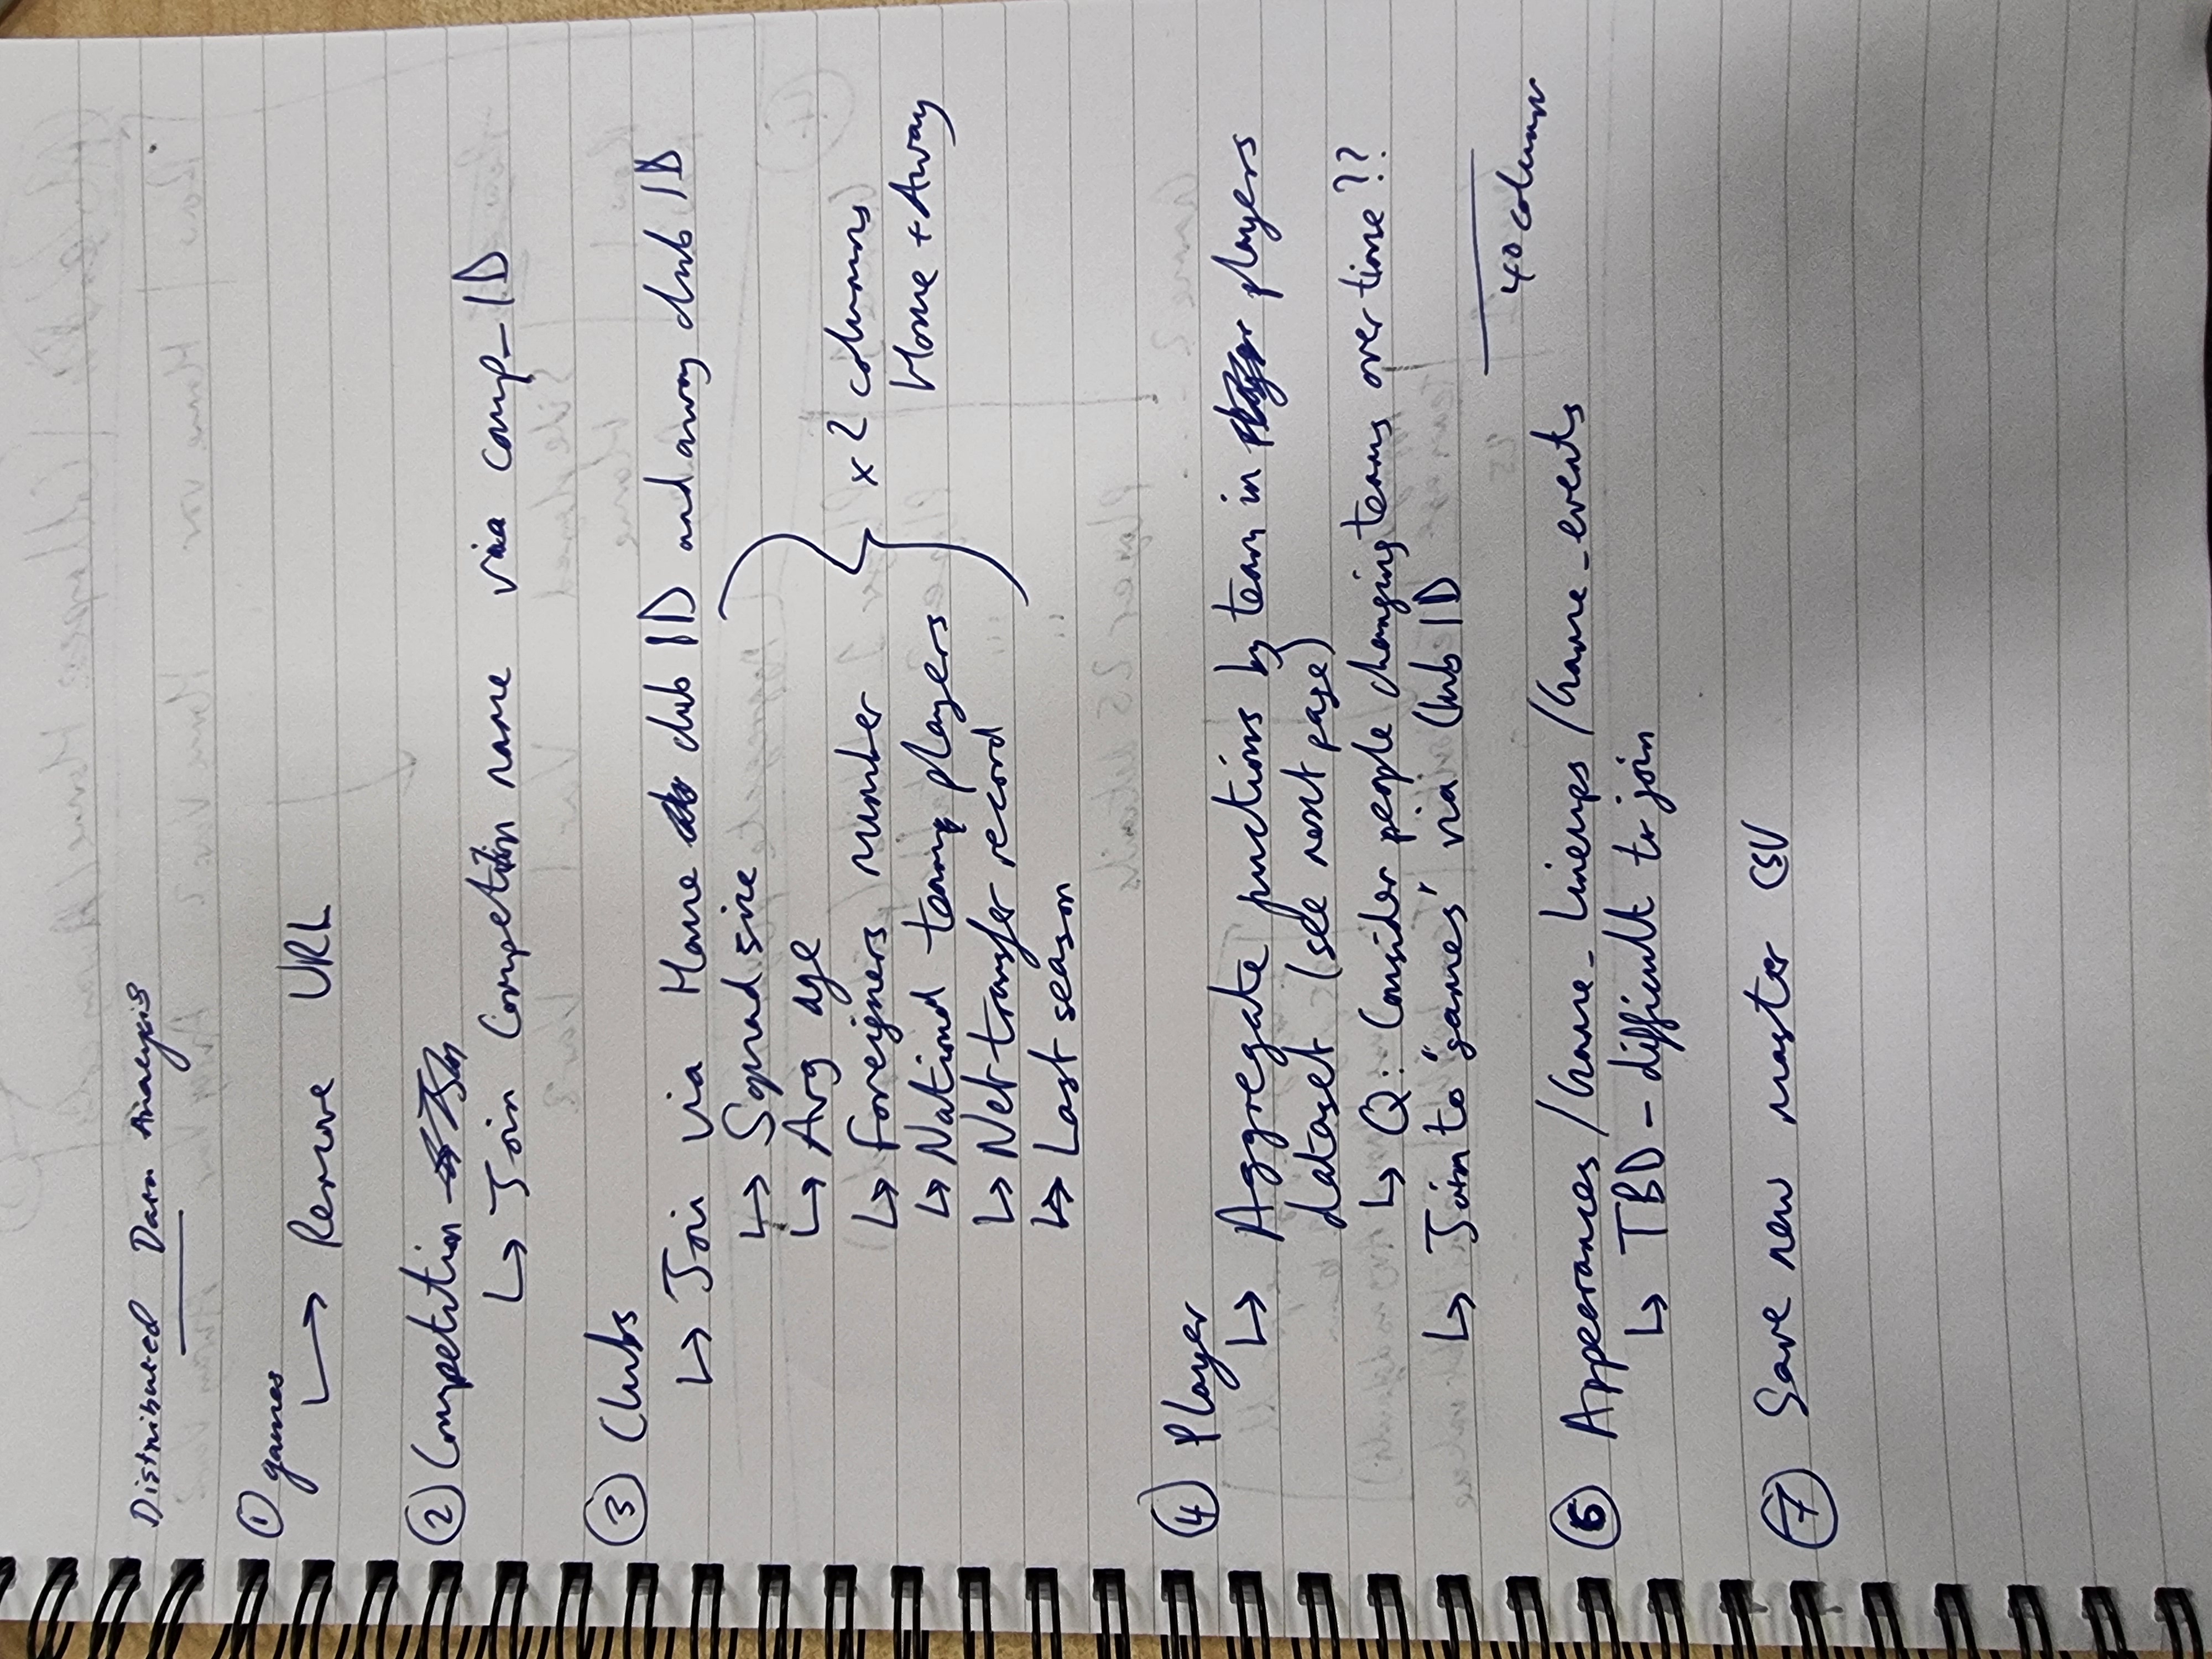 Distributed Data Analysis
① games
↳ Remove URL
② Competition
↳ Join Competition name via comp_ID
③ Clubs
↳ Join via Home club ID and away club ID
↳ Squad size
↳ Avg age
↳ Foreigners number
↳ National team players
↳ Net transfer record
↳ Last season
x 2 columns
Home + Away
④ Player
↳ Aggregate functions by team in players
dataset (see next page)
↳ Q: Consider people changing teams over time??
↳ Join to "games" via Club ID
40 columns
⑥ Appearances / Game_Lineups / Game_events
↳ TBD - difficult to join
⑦ Save new master CSV